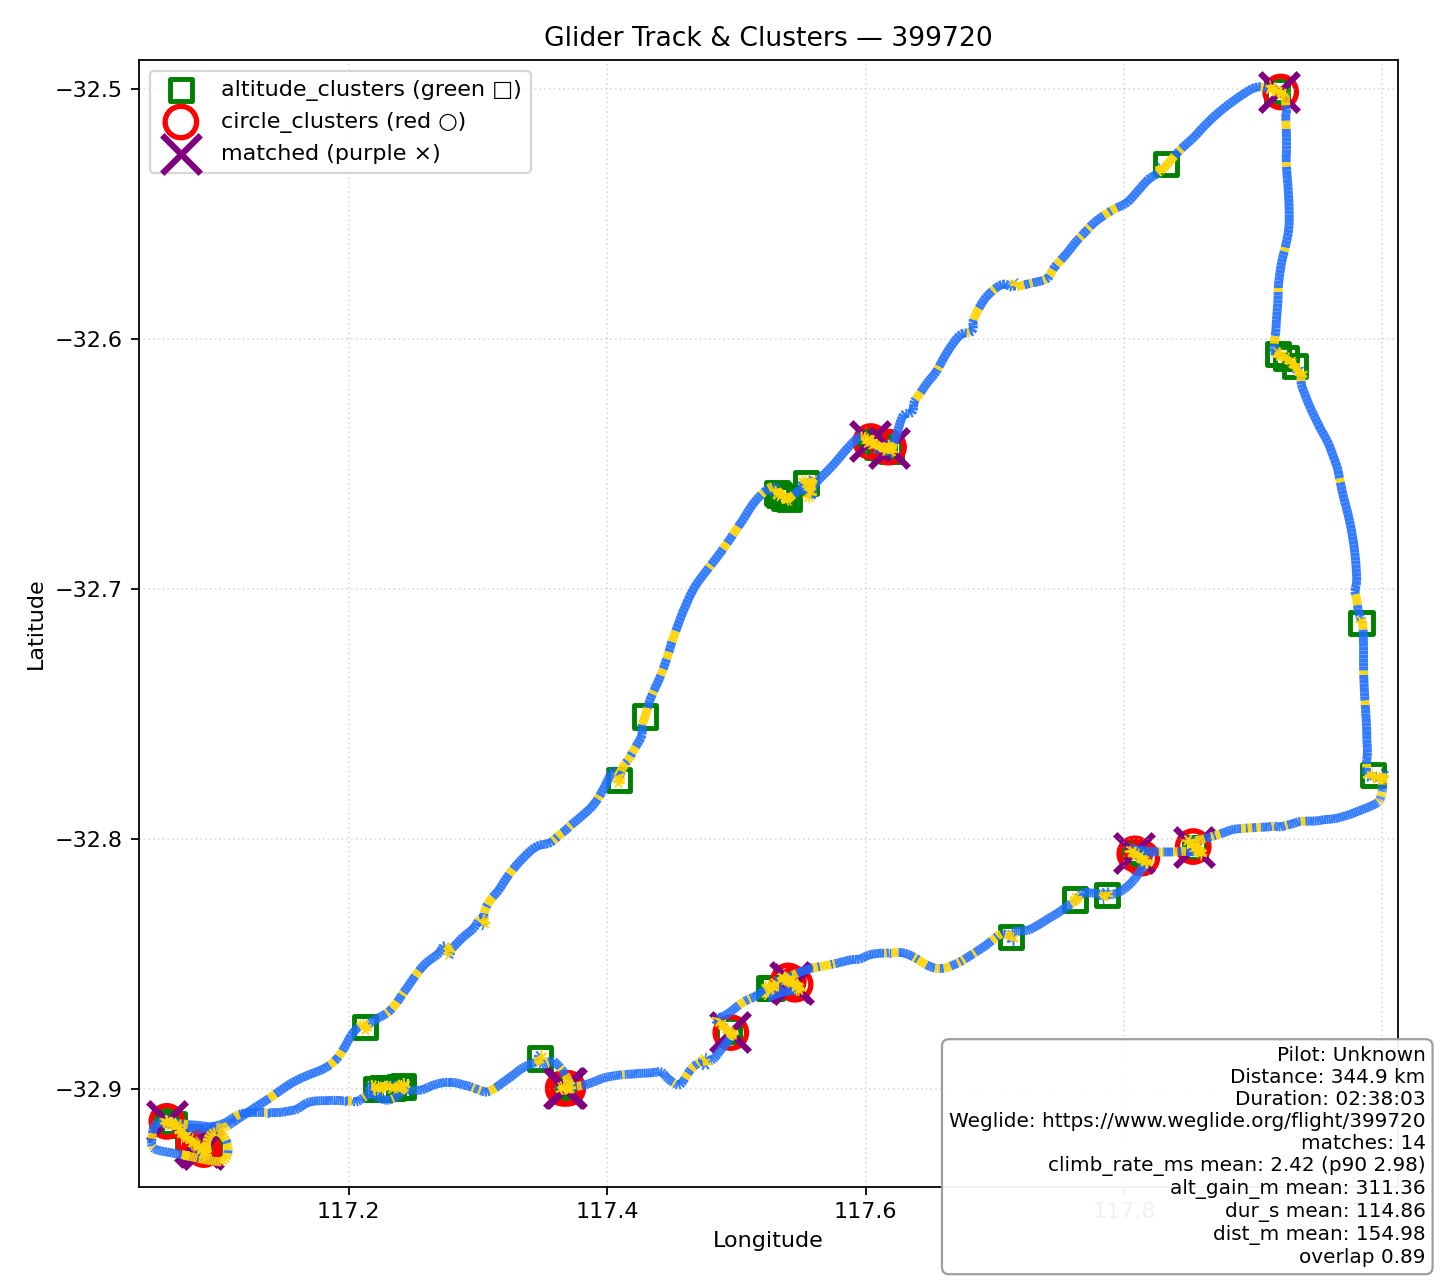 Glider Track & Clusters — 399720
altitude_clusters (green □)
circle_clusters (red ○)
matched (purple ×)
Latitude
−32.5
−32.6
−32.7
−32.8
−32.9
117.2
117.4
117.6
117.8
Longitude
Pilot: Unknown
Distance: 344.9 km
Duration: 02:38:03
Weglide: https://www.weglide.org/flight/399720
matches: 14
climb_rate_ms mean: 2.42 (p90 2.98)
alt_gain_m mean: 311.36
dur_s mean: 114.86
dist_m mean: 154.98
overlap 0.89